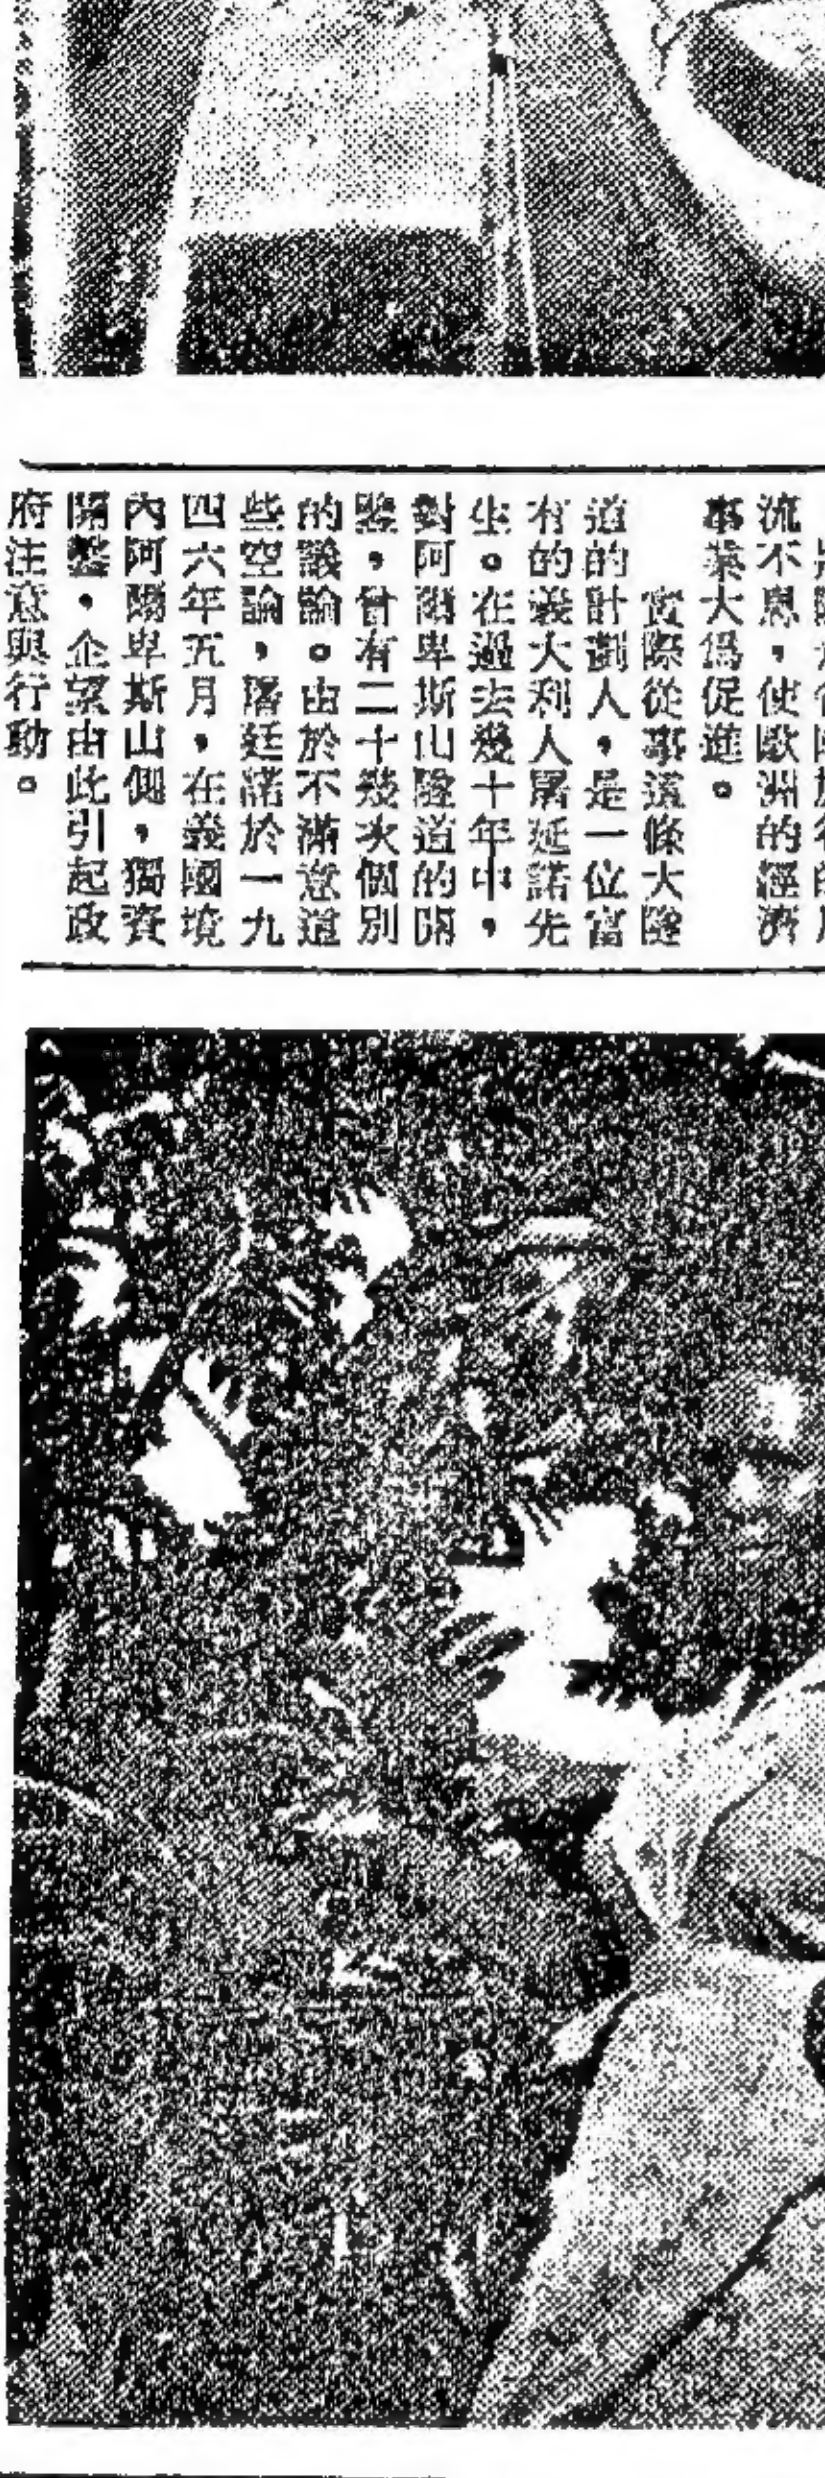 流不息，使歐洲的經濟
事業大爲促進。
實際從事這條大隧
道的計劃人，是一位富
有的義大利人屠延諾先
生。在過去幾十年中，
對阿爾卑斯山隧道的開
鑿，曾有二十幾次個別
的議論。由於不滿意這
些空論，屠廷諾於一九
四六年五月，在義國境
內阿爾卑斯山側，獨資
開鑿，企望由此引起政
府注意與行動。